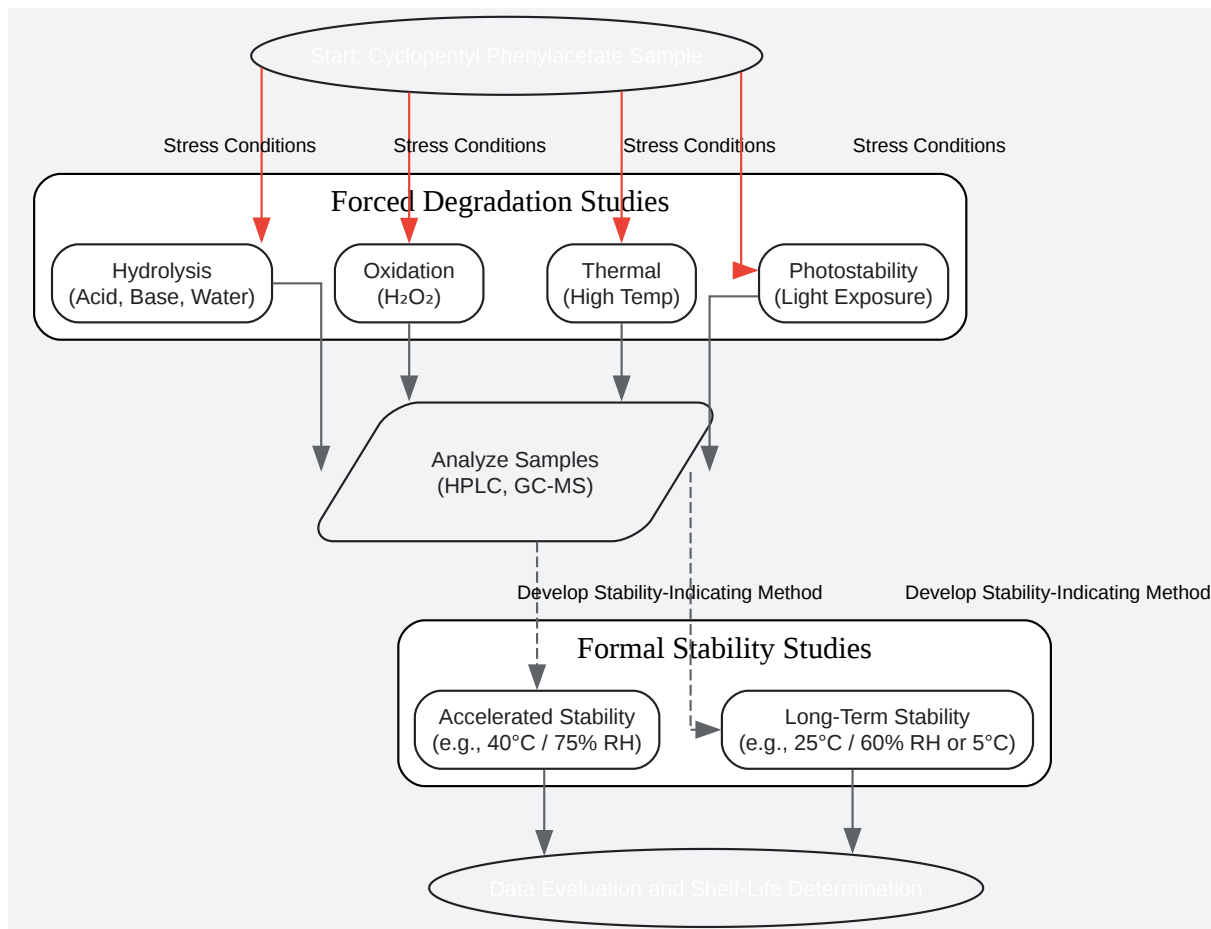 Start: Cyclopentyl Phenylacetate Sample
Stress Conditions
Stress Conditions
Stress Conditions
Stress Conditions
Forced Degradation Studies
Hydrolysis
(Acid, Base, Water)
Oxidation
(H₂O₂)
Thermal
(High Temp)
Photostability
(Light Exposure)
Analyze Samples
(HPLC, GC-MS)
Develop Stability-Indicating Method
Develop Stability-Indicating Method
Formal Stability Studies
Accelerated Stability
(e.g., 40°C / 75% RH)
Long-Term Stability
(e.g., 25°C / 60% RH or 5°C)
Data Evaluation and Shelf-Life Determination